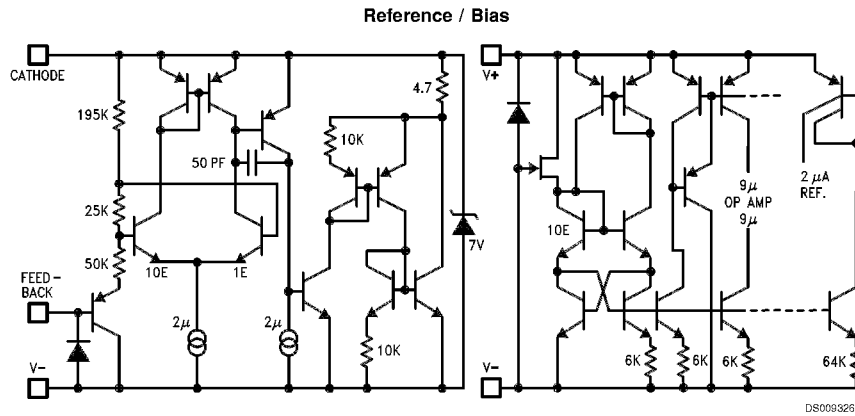 Reference / Bias
CATHODE
195K
50 PF
25K
10E
1E
50K
FEED-
BACK
2μ
2μ
V-
4.7
10K
7V
10K
V+
10E
9μ
OP AMP
9μ
2 μA
REF.
6K
6K
6K
64K
V-
DS009326